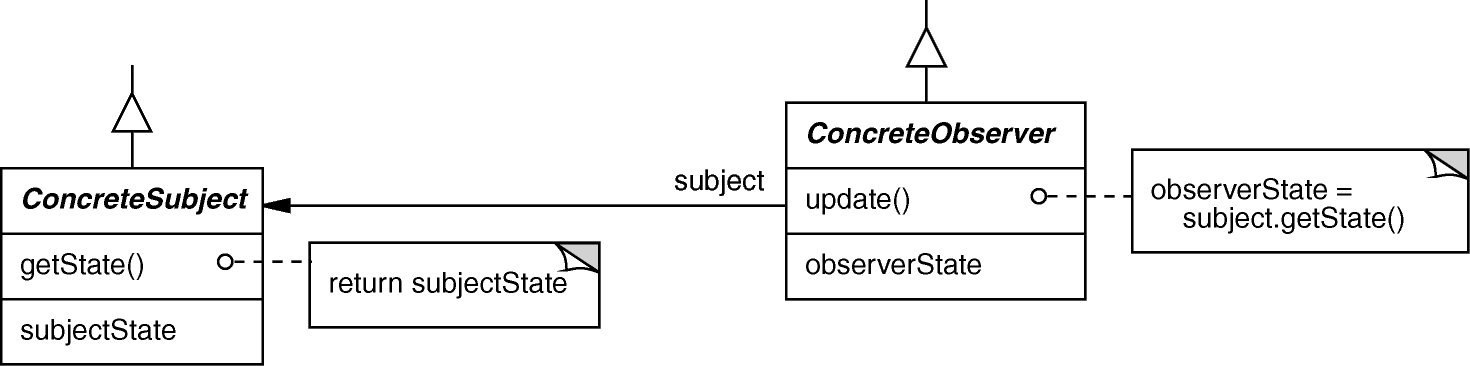 ConcreteSubject
getState()
subjectState
return subjectState
subject
ConcreteObserver
update()
observerState
observerState =
subject.getState()